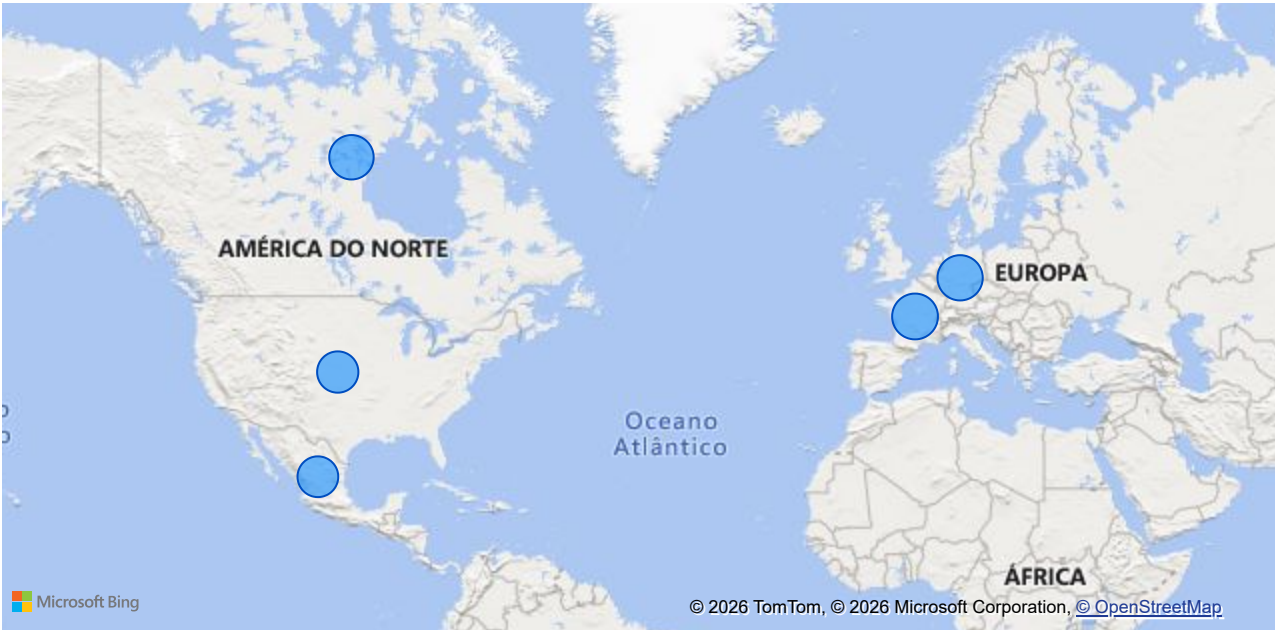 AMÉRICA DO NORTE
EUROPA
Oceano
Atlântico
ÁFRICA
Microsoft Bing
© 2026 TomTom, © 2026 Microsoft Corporation, © OpenStreetMap